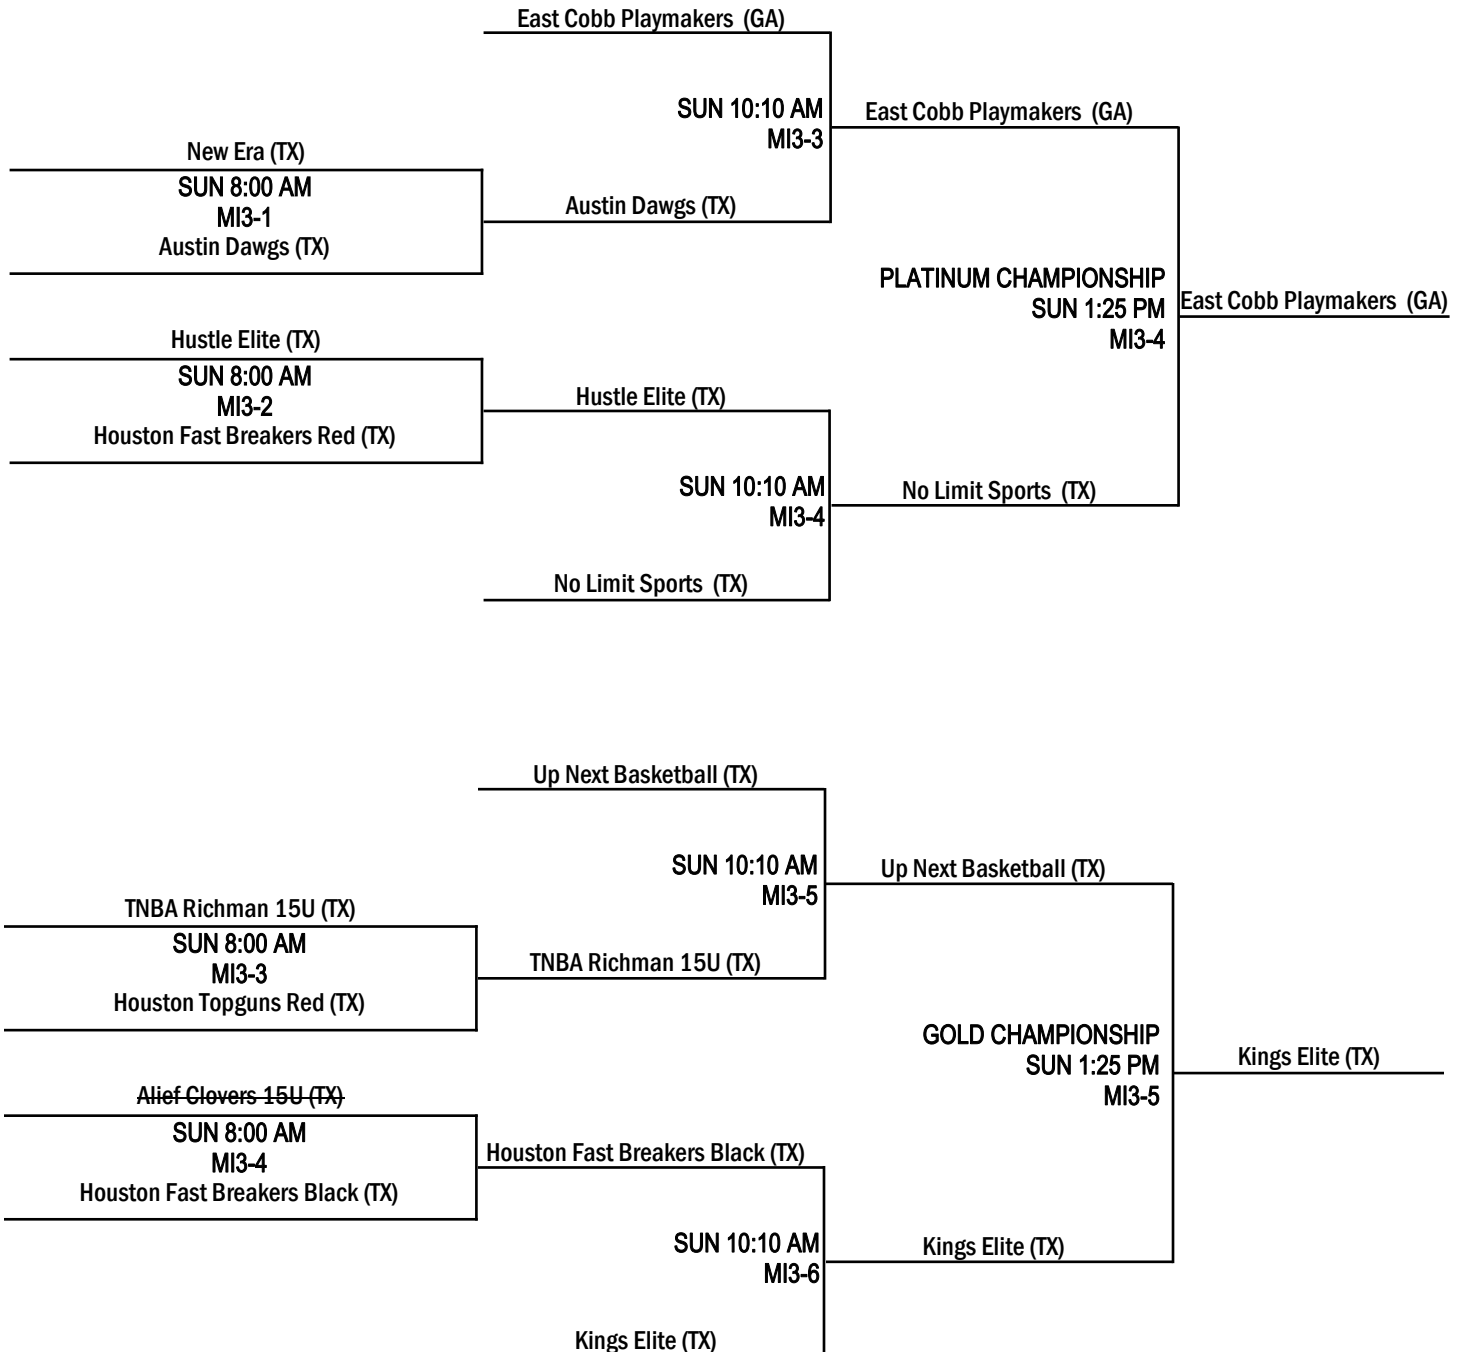 East Cobb Playmakers (GA)
SUN 10:10 AM
MI3-3
East Cobb Playmakers (GA)
New Era (TX)
SUN 8:00 AM
MI3-1
Austin Dawgs (TX)
Austin Dawgs (TX)
PLATINUM CHAMPIONSHIP
SUN 1:25 PM
MI3-4
East Cobb Playmakers (GA)
Hustle Elite (TX)
SUN 8:00 AM
MI3-2
Houston Fast Breakers Red (TX)
Hustle Elite (TX)
SUN 10:10 AM
MI3-4
No Limit Sports (TX)
No Limit Sports (TX)
Up Next Basketball (TX)
SUN 10:10 AM
MI3-5
Up Next Basketball (TX)
TNBA Richman 15U (TX)
SUN 8:00 AM
MI3-3
Houston Topguns Red (TX)
TNBA Richman 15U (TX)
GOLD CHAMPIONSHIP
SUN 1:25 PM
MI3-5
Kings Elite (TX)
Alief Clovers 15U (TX)
SUN 8:00 AM
MI3-4
Houston Fast Breakers Black (TX)
Houston Fast Breakers Black (TX)
SUN 10:10 AM
MI3-6
Kings Elite (TX)
Kings Elite (TX)